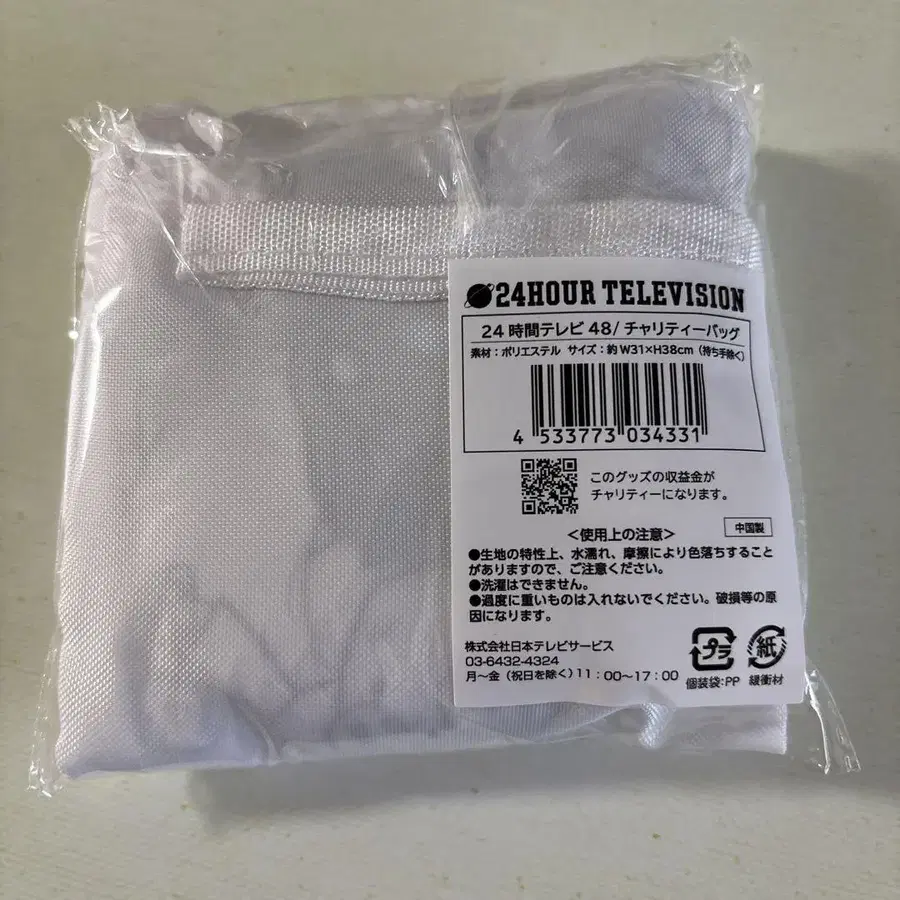 24HOUR TELEVISION
24時間テレビ48/チャリティーバッグ
素材：ポリエステル サイズ：約W31×H38cm（持ち手除く）
4 533773 034331
このグッズの収益金が
チャリティーになります。
＜使用上の注意＞
中国製
●生地の特性上、水濡れ、摩擦により色落ちすること
がありますので、ご注意ください。
●洗濯はできません。
●過度に重いものは入れないでください。破損等の原
因になります。
株式会社日本テレビサービス
03-6432-4324
月～金（祝日を除く）11：00～17：00
プラ
個装袋:PP
紙
緩衝材